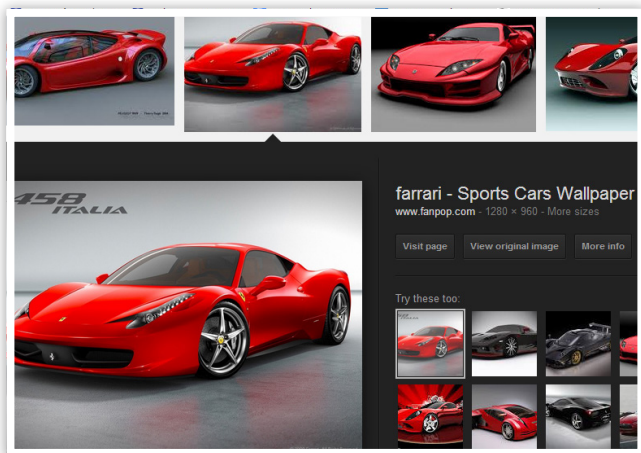 458
ITALIA
farrari - Sports Cars Wallpaper
www.fanpop.com - 1280 × 960 - More sizes
Visit page
View original image
More info
Try these too: